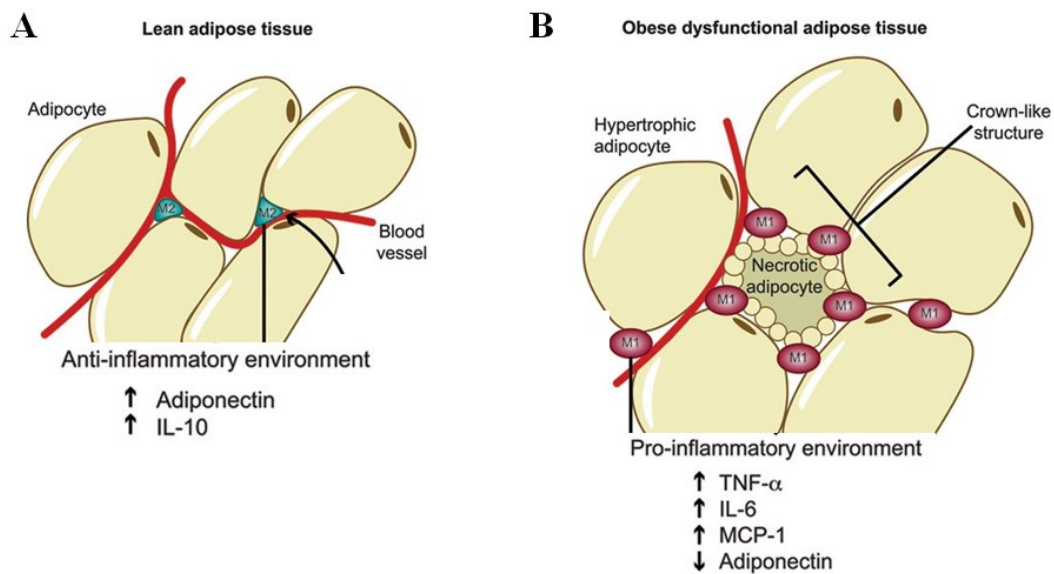 A
Lean adipose tissue
Adipocyte
M2
M2
Blood
vessel
Anti-inflammatory environment
↑ Adiponectin
↑ IL-10
B
Obese dysfunctional adipose tissue
Hypertrophic
adipocyte
Crown-like
structure
M1
M1
Necrotic
adipocyte
M1
M1
M1
M1
M1
Pro-inflammatory environment
↑ TNF-α
↑ IL-6
↑ MCP-1
↓ Adiponectin